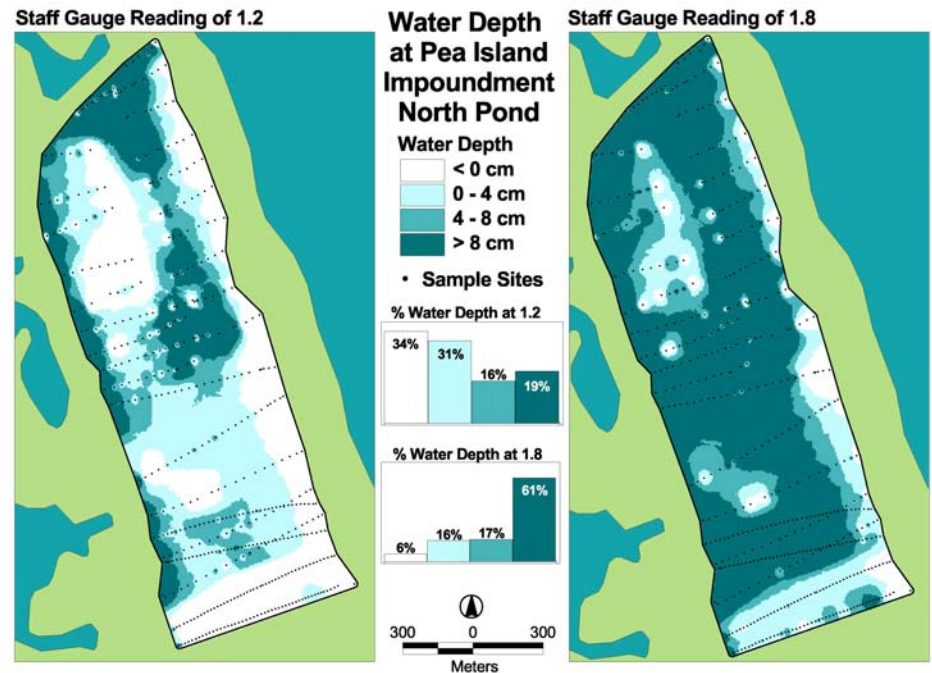 Staff Gauge Reading of 1.2
Water Depth
at Pea Island
Impoundment
North Pond
Water Depth
< 0 cm
0 - 4 cm
4 - 8 cm
> 8 cm
• Sample Sites
% Water Depth at 1.2
34%
31%
16%
19%
% Water Depth at 1.8
6%
16%
17%
61%
300 0 300
Meters
Staff Gauge Reading of 1.8